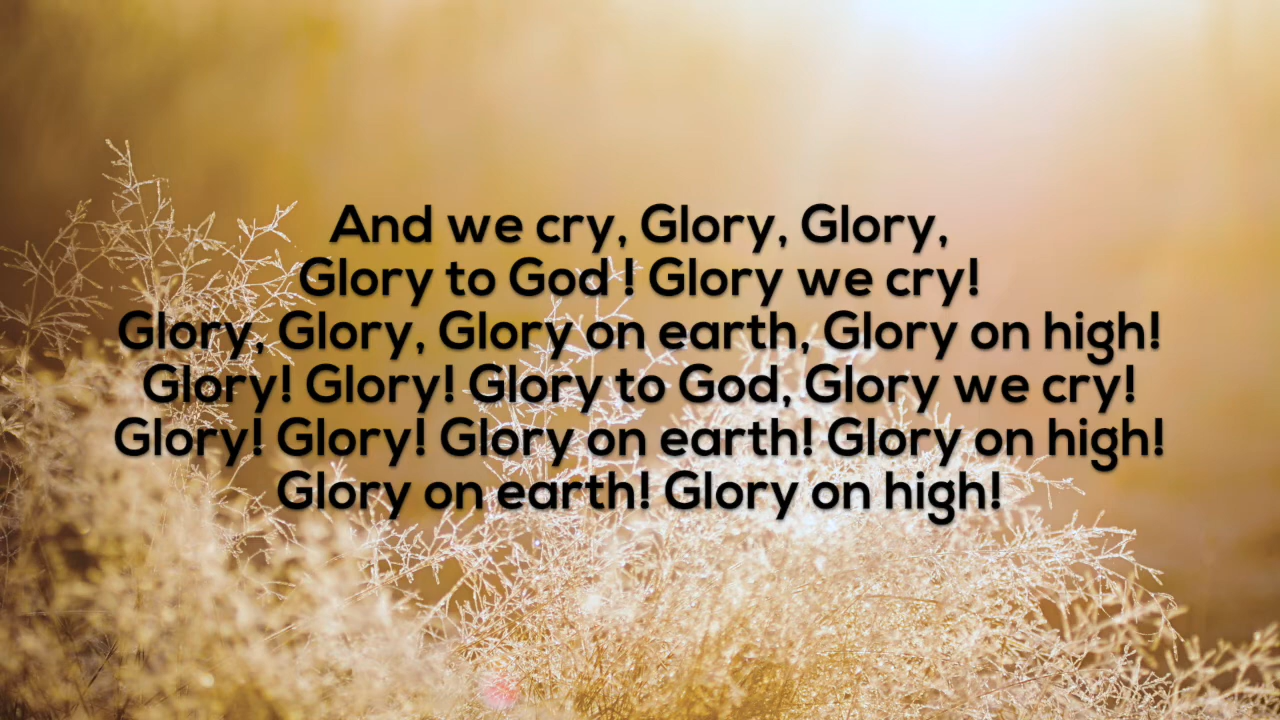 And we cry, Glory, Glory,
Glory to God ! Glory we cry!
Glory, Glory, Glory on earth, Glory on high!
Glory! Glory! Glory to God, Glory we cry!
Glory! Glory! Glory on earth! Glory on high!
Glory on earth! Glory on high!